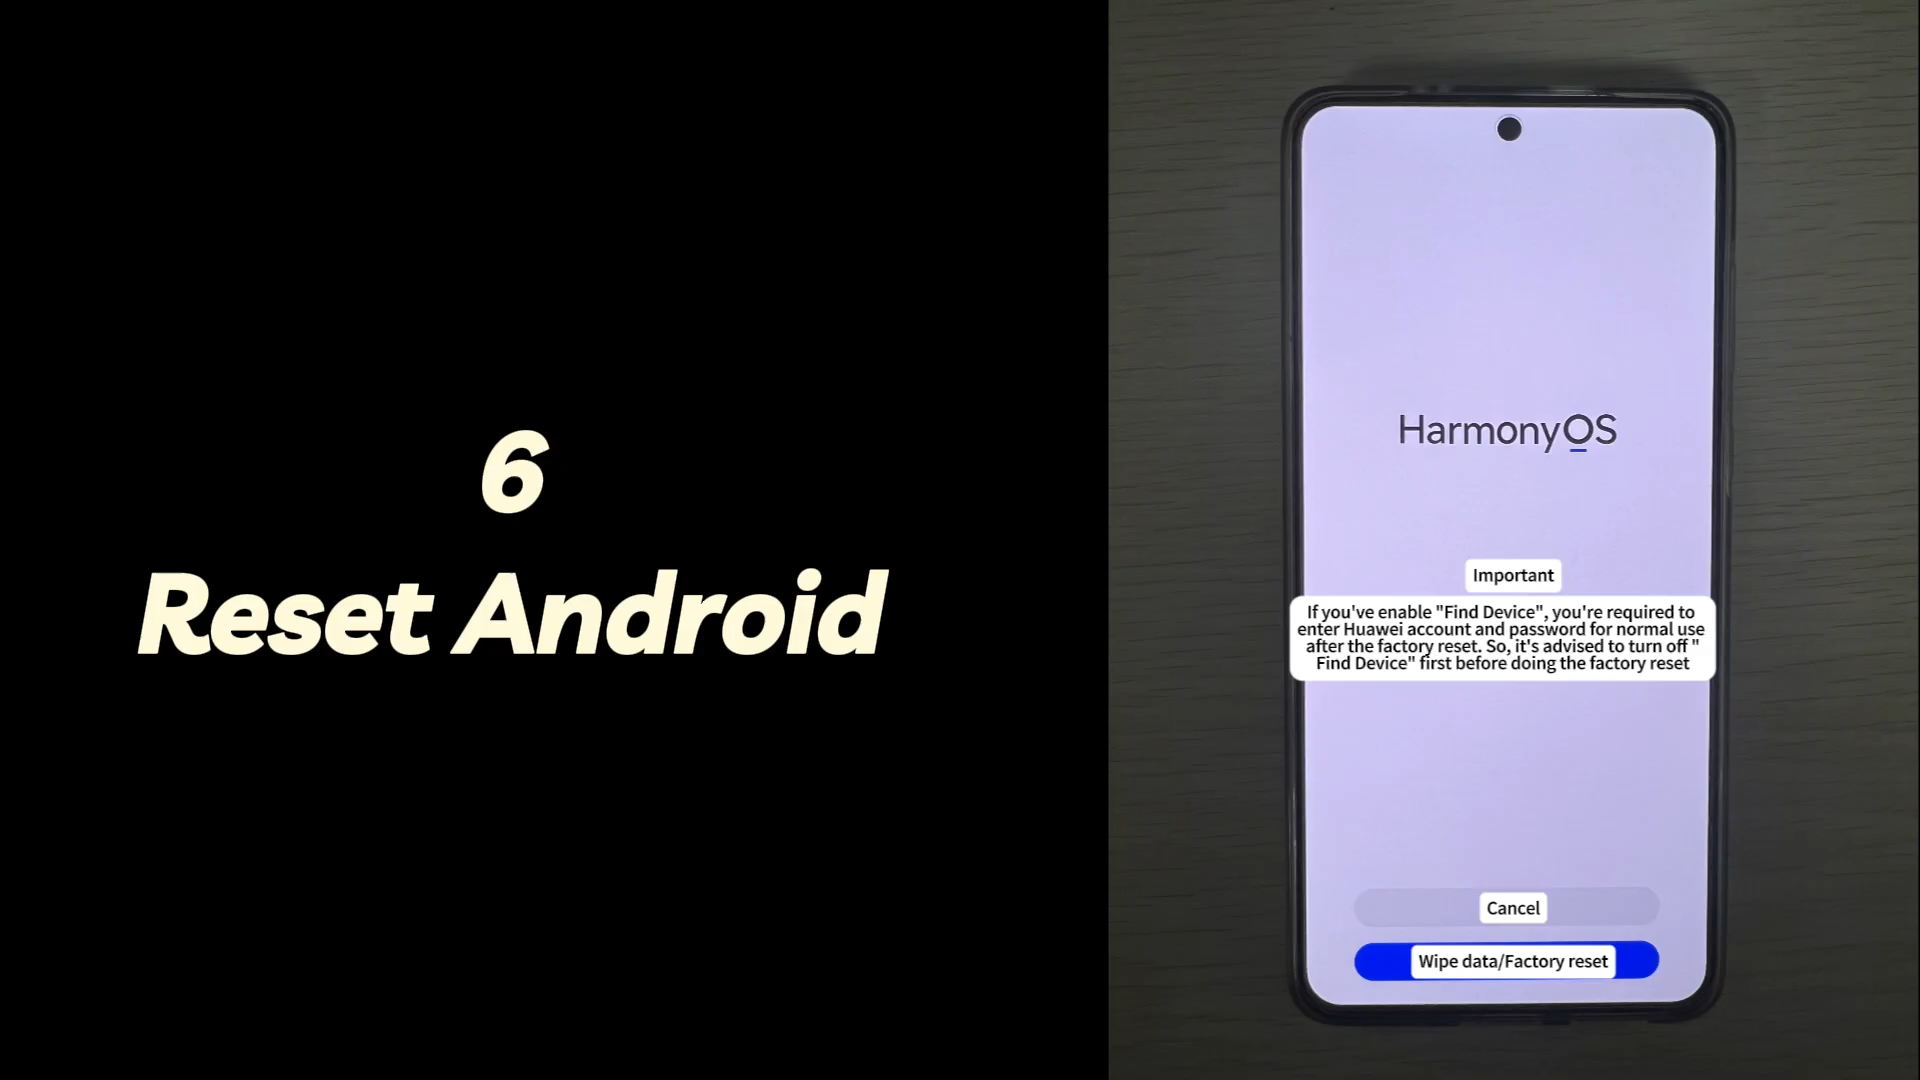 6
Reset Android
HarmonyOS
Important
If you've enable "Find Device", you're required to
enter Huawei account and password for normal use
after the factory reset. So, it's advised to turn off "
Find Device" first before doing the factory reset
Cancel
Wipe data/Factory reset